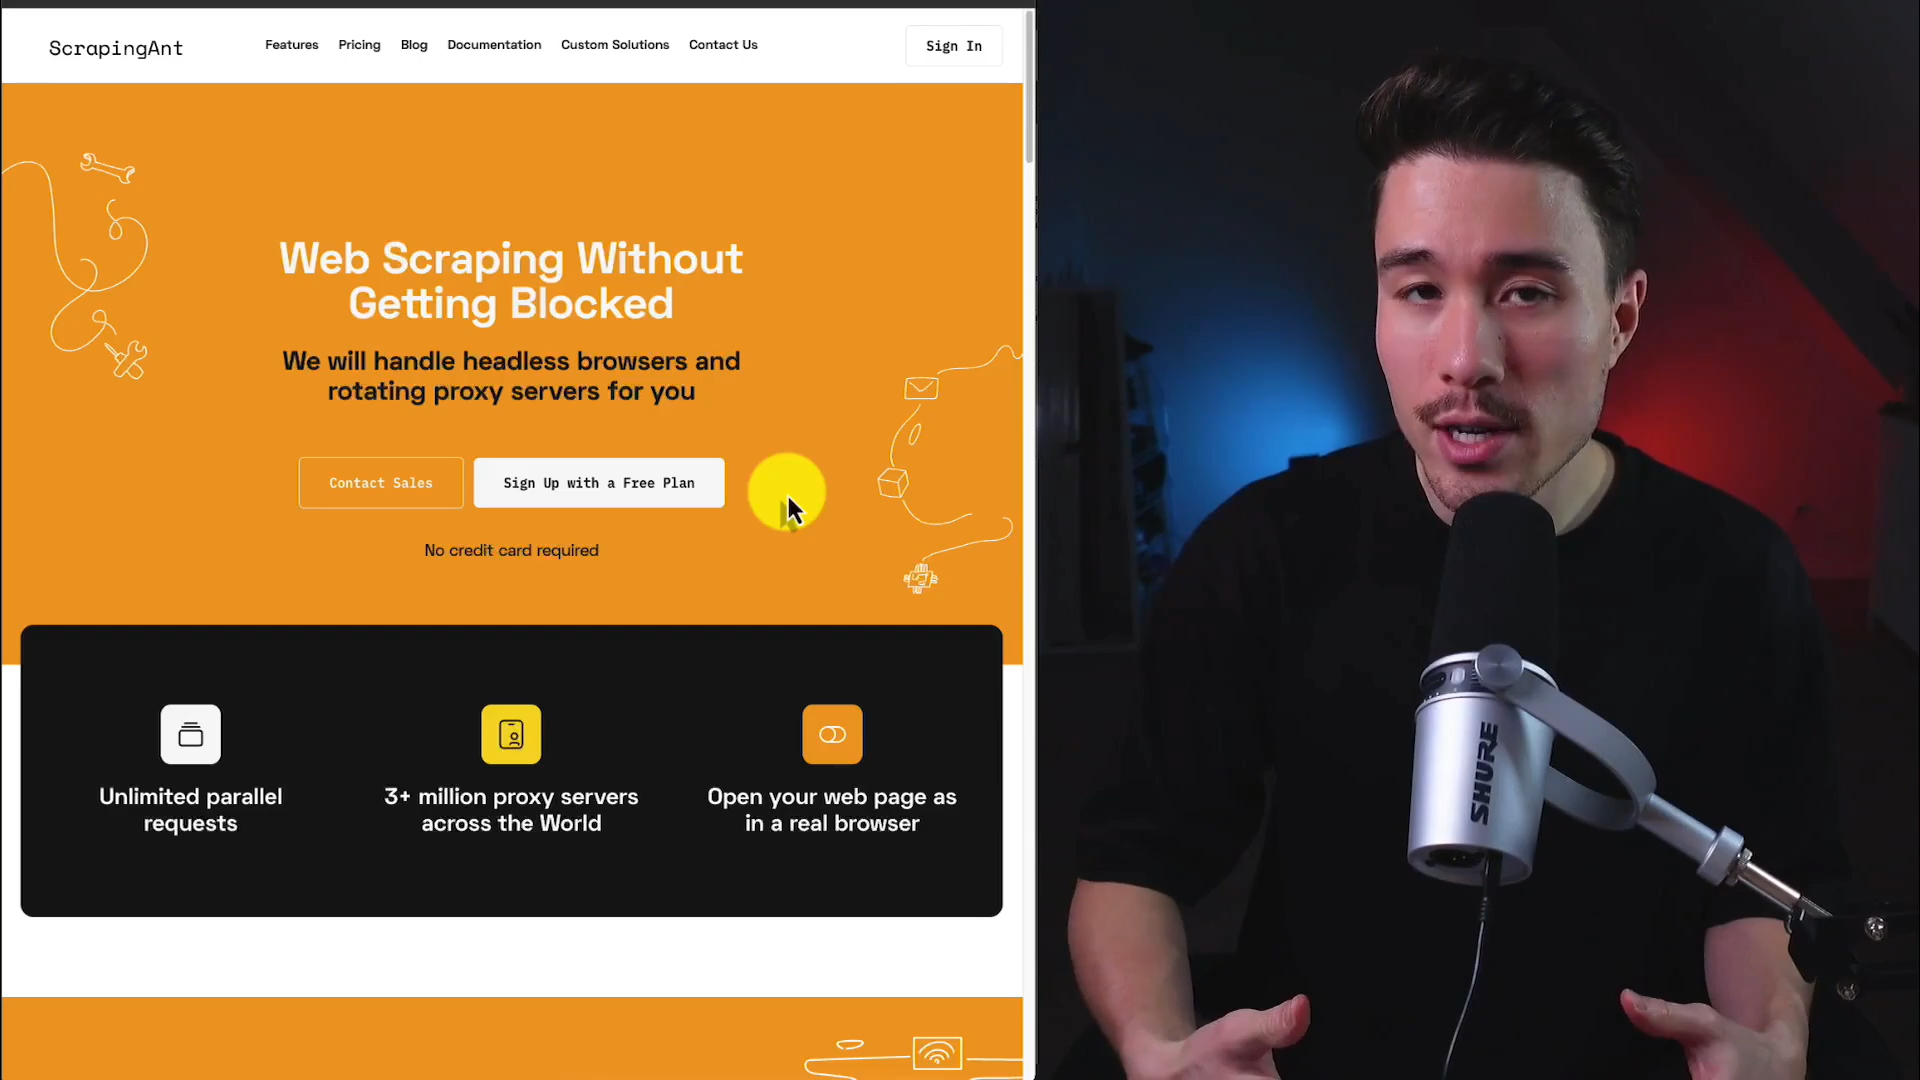 ScrapingAnt
Features
Pricing
Blog
Documentation
Custom Solutions
Contact Us
Sign In
Web Scraping Without
Getting Blocked
We will handle headless browsers and
rotating proxy servers for you
Contact Sales
Sign Up with a Free Plan
No credit card required
Unlimited parallel
requests
3+ million proxy servers
across the World
Open your web page as
in a real browser
SHURE